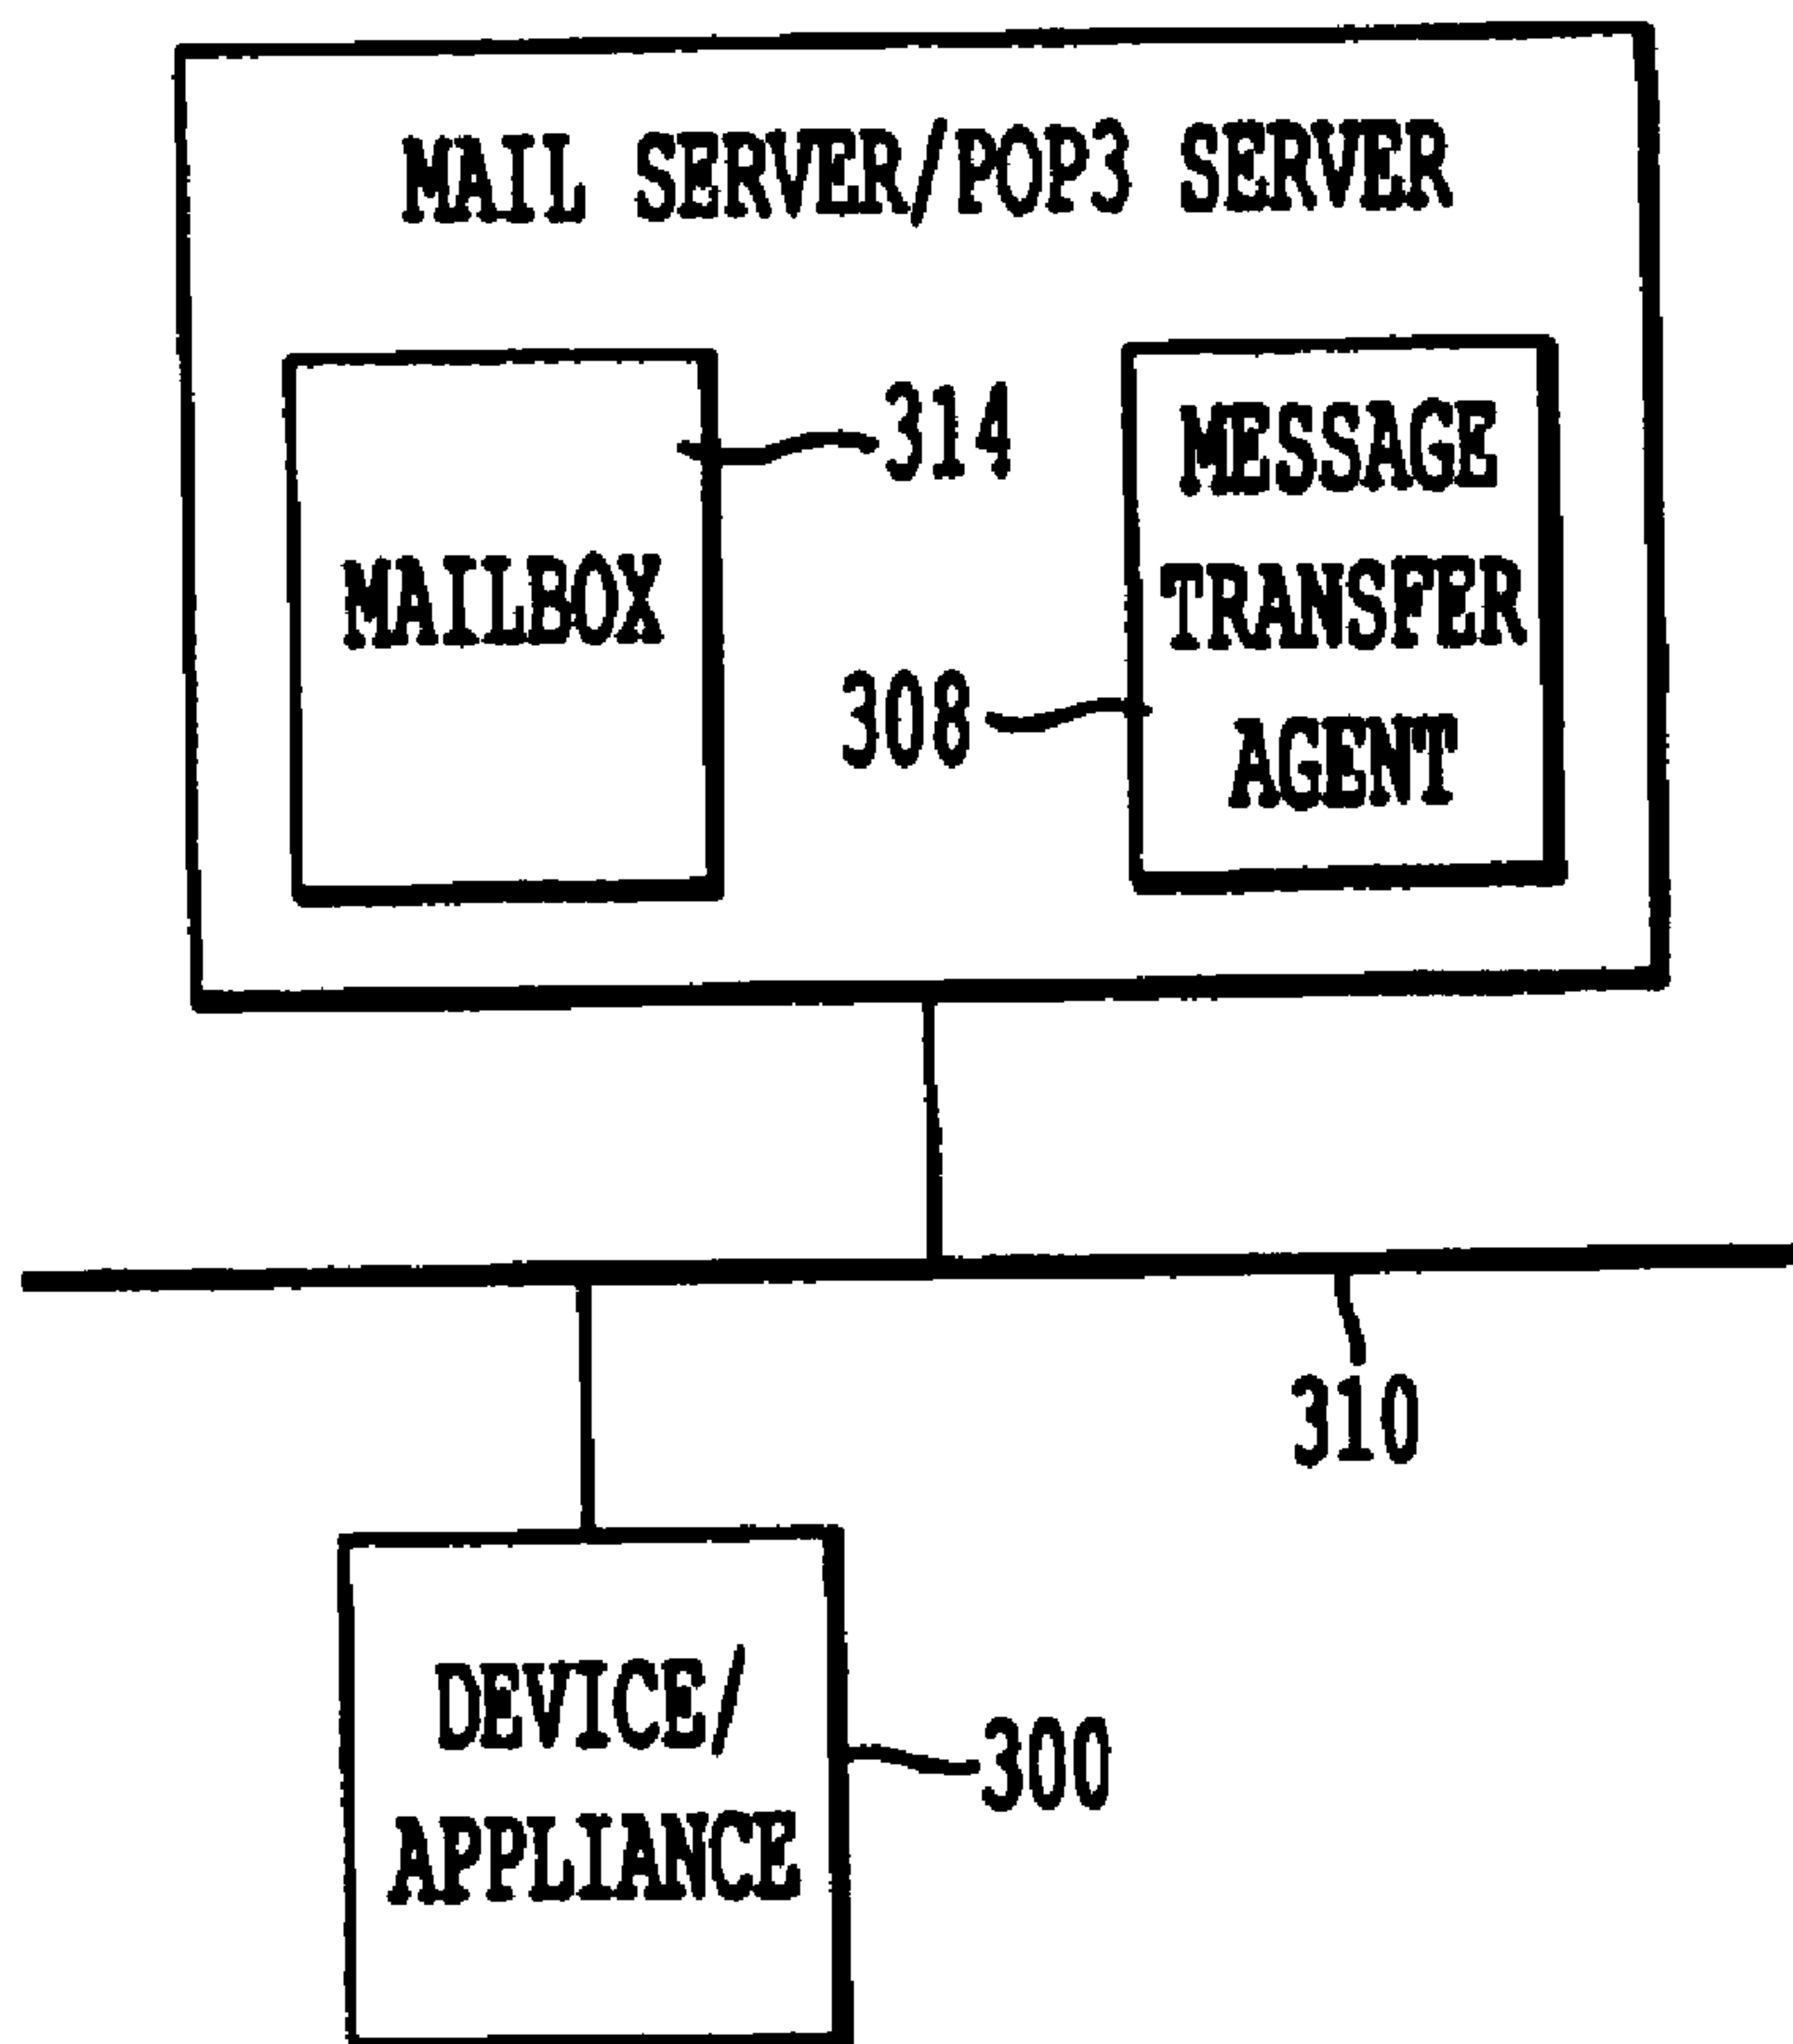 MAIL SERVER/POP3 SERVER
314
MAILBOX
MESSAGE
TRANSFER
AGENT
308
310
DEVICE/
APPLIANCE
300